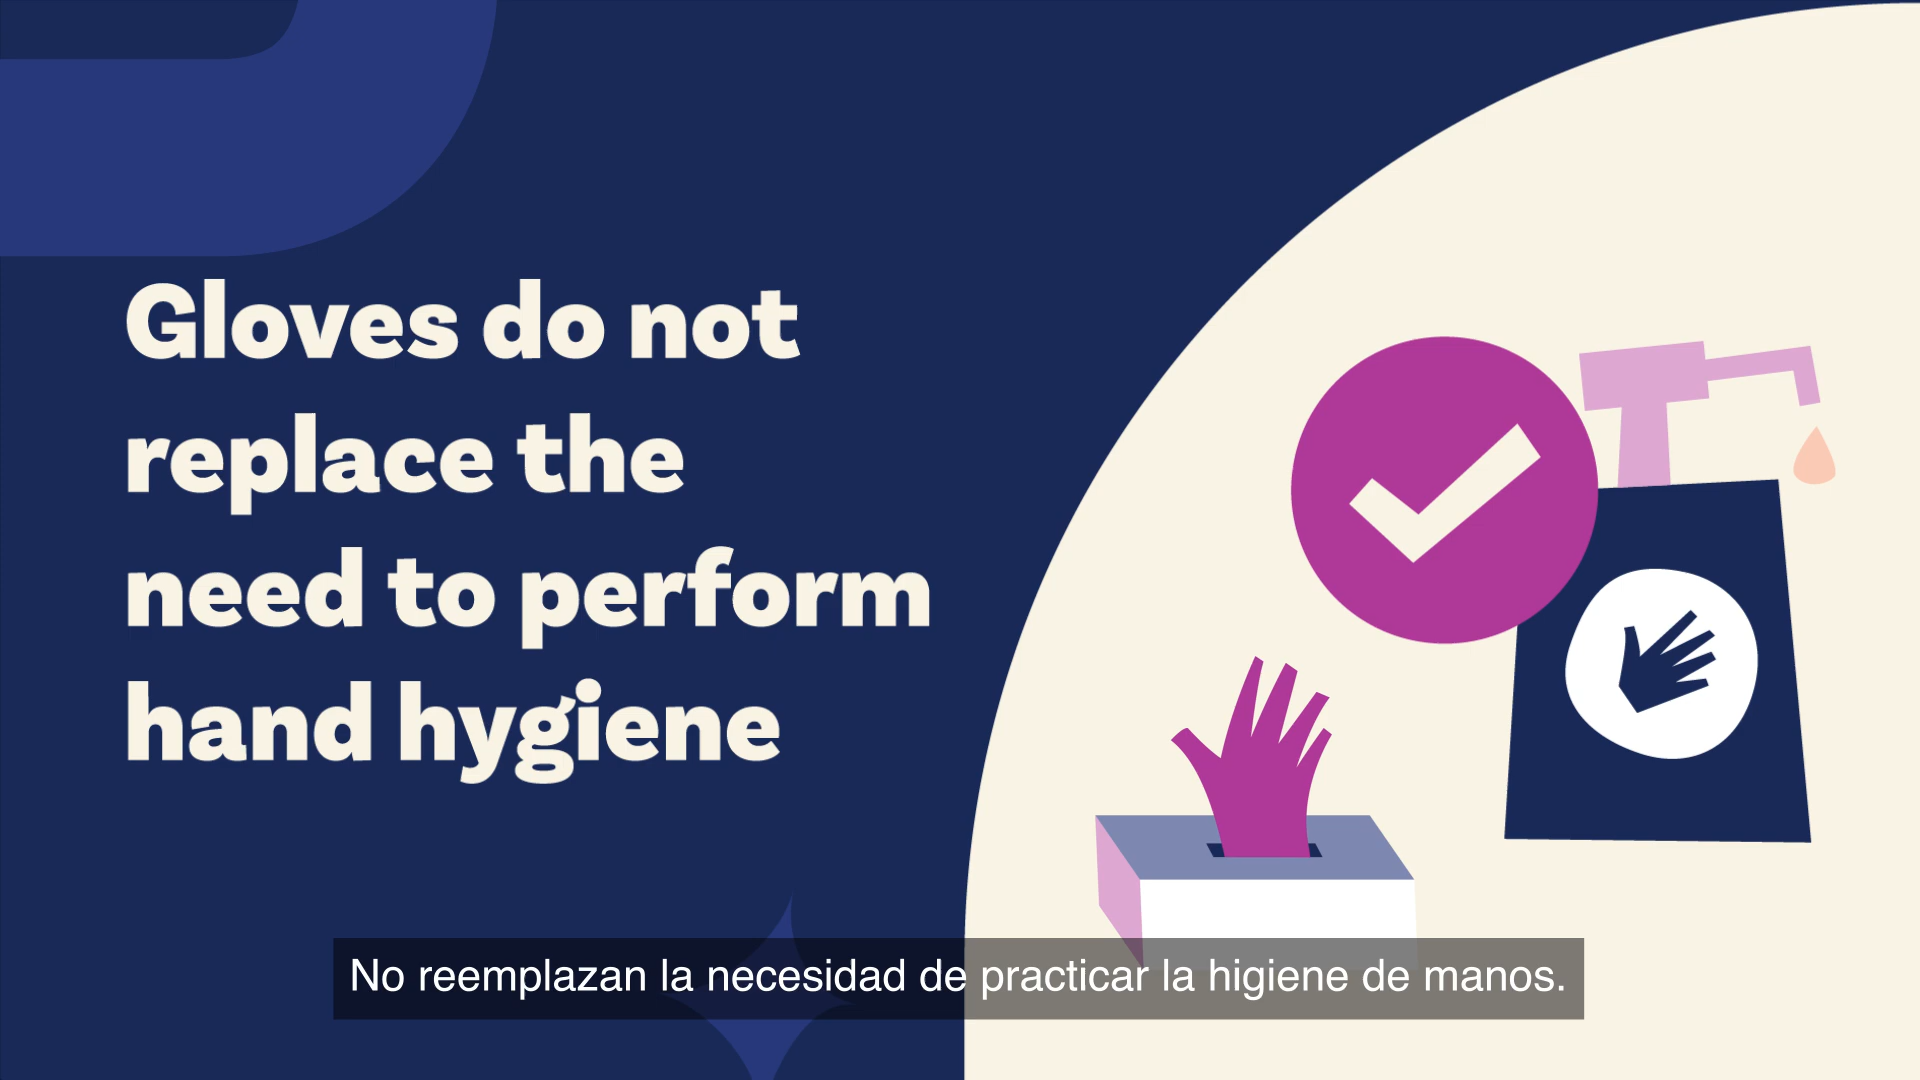 Gloves do not
replace the
need to perform
hand hygiene
No reemplazan la necesidad de practicar la higiene de manos.